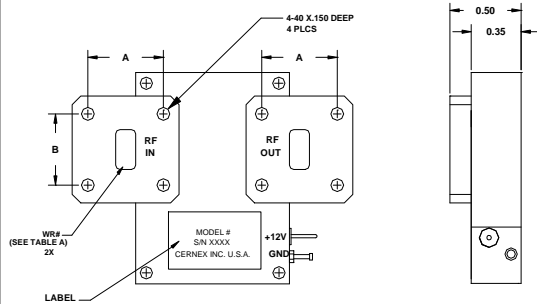 4-40 X.150 DEEP
4 PLCS
0.50
0.35
A
A
B
RF
IN
RF
OUT
WR#
(SEE TABLE A)
2X
MODEL #
S/N XXXX
CERNEX INC. U.S.A.
+12V
GND
LABEL